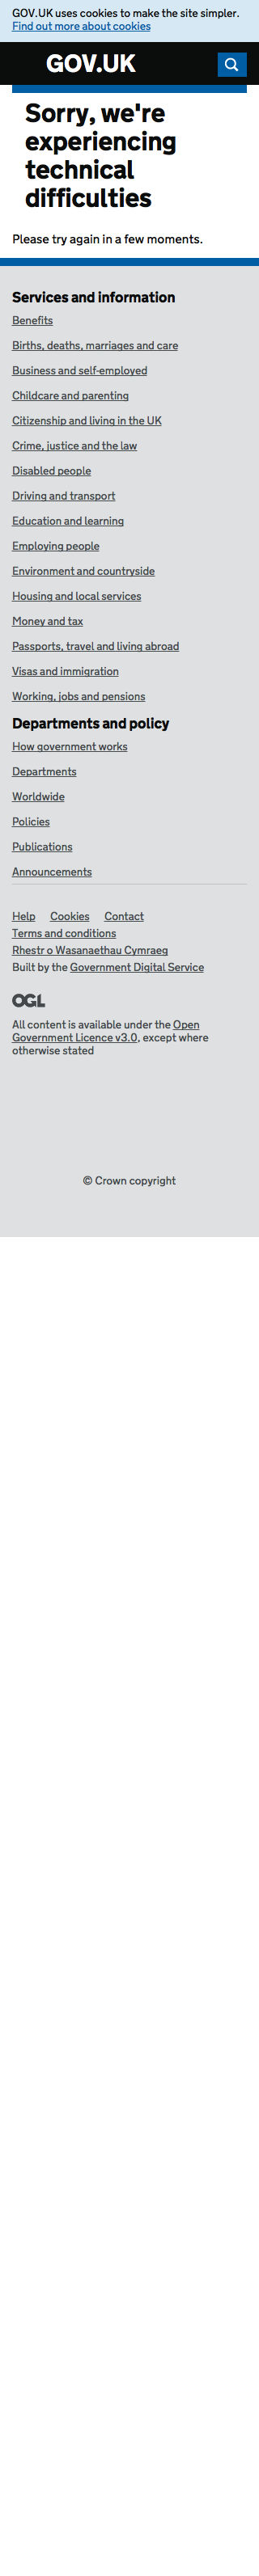 GOV.UK uses cookies to make the site simpler.
Find out more about cookies
GOV.UK
Sorry, we're
experiencing
technical
difficulties
Please try again in a few moments.
Services and information
Benefits
Births, deaths, marriages and care
Business and self-employed
Childcare and parenting
Citizenship and living in the UK
Crime, justice and the law
Disabled people
Driving and transport
Education and learning
Employing people
Environment and countryside
Housing and local services
Money and tax
Passports, travel and living abroad
Visas and immigration
Working, jobs and pensions
Departments and policy
How government works
Departments
Worldwide
Policies
Publications
Announcements
Help Cookies Contact
Terms and conditions
Rhestr o Wasanaethau Cymraeg
Built by the Government Digital Service
OGL
All content is available under the Open
Government Licence v3.0, except where
otherwise stated
© Crown copyright